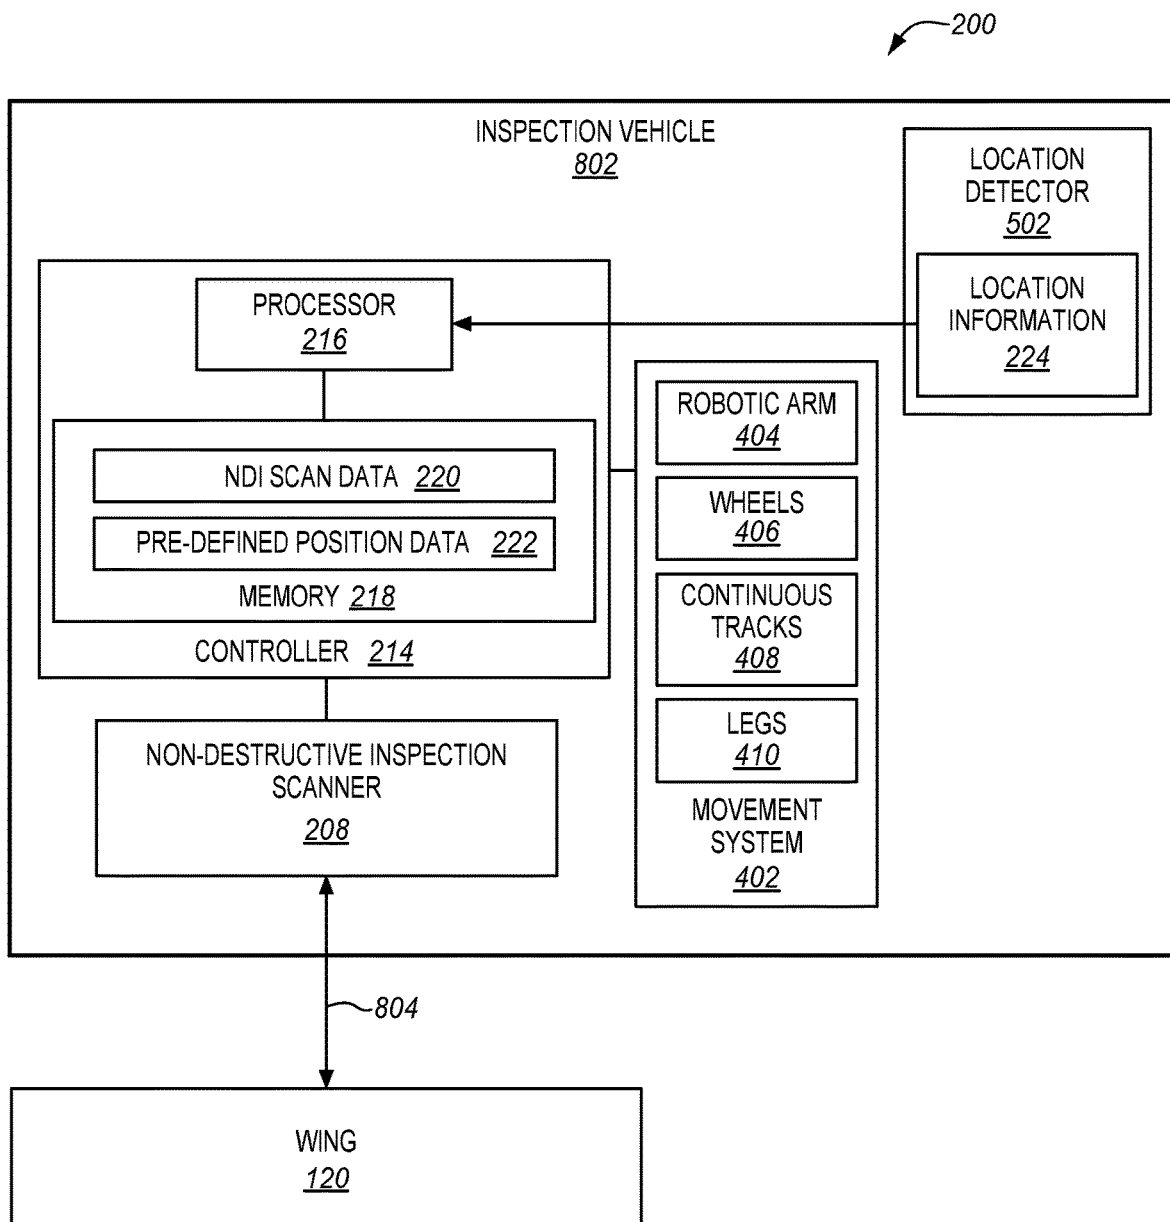 200
INSPECTION VEHICLE
802
LOCATION
DETECTOR
502
LOCATION
INFORMATION
224
PROCESSOR
216
NDI SCAN DATA 220
PRE-DEFINED POSITION DATA 222
MEMORY 218
CONTROLLER 214
ROBOTIC ARM
404
WHEELS
406
CONTINUOUS
TRACKS
408
LEGS
410
MOVEMENT
SYSTEM
402
NON-DESTRUCTIVE INSPECTION
SCANNER
208
804
WING
120